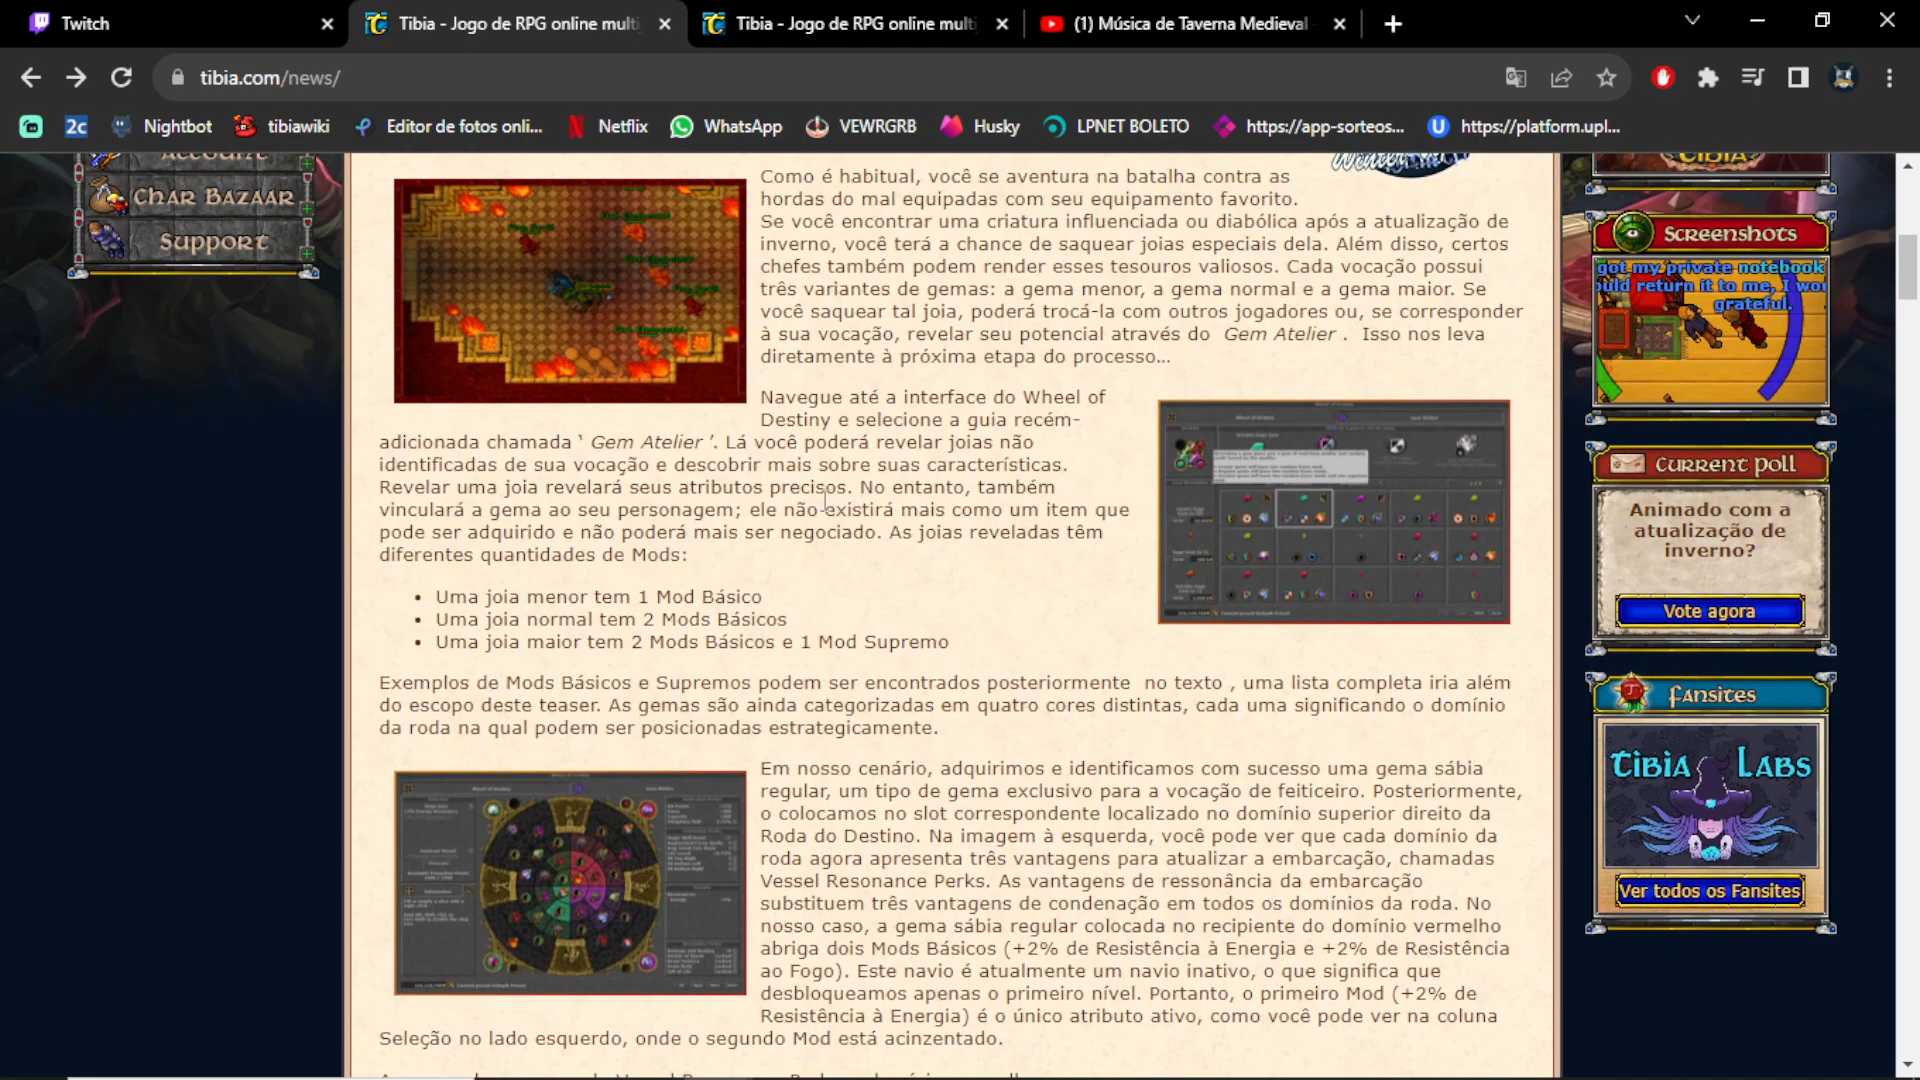 Twitch
Tibia - Jogo de RPG online mult
Tibia - Jogo de RPG online mult
(1) Música de Taverna Medieval
tibia.com/news/
2c
Nightbot
tibiawiki
Editor de fotos onli...
Netflix
WhatsApp
VEWRGRB
Husky
LPNET BOLETO
https://app-sorteos...
https://platform.upl...
Account
Char Bazaar
Support
Como é habitual, você se aventura na batalha contra as
hordas do mal equipadas com seu equipamento favorito.
Se você encontrar uma criatura influenciada ou diabólica após a atualização de
inverno, você terá a chance de saquear joias especiais dela. Além disso, certos
chefes também podem render esses tesouros valiosos. Cada vocação possui
três variantes de gemas: a gema menor, a gema normal e a gema maior. Se
você saquear tal joia, poderá trocá-la com outros jogadores ou, se corresponder
à sua vocação, revelar seu potencial através do Gem Atelier . Isso nos leva
diretamente à próxima etapa do processo...
Navegue até a interface do Wheel of
Destiny e selecione a guia recém-
adicionada chamada ‘ Gem Atelier ’. Lá você poderá revelar joias não
identificadas de sua vocação e descobrir mais sobre suas características.
Revelar uma joia revelará seus atributos precisos. No entanto, também
vinculará a gema ao seu personagem; ele não existirá mais como um item que
pode ser adquirido e não poderá mais ser negociado. As joias reveladas têm
diferentes quantidades de Mods:
• Uma joia menor tem 1 Mod Básico
• Uma joia normal tem 2 Mods Básicos
• Uma joia maior tem 2 Mods Básicos e 1 Mod Supremo
Exemplos de Mods Básicos e Supremos podem ser encontrados posteriormente no texto , uma lista completa iria além
do escopo deste teaser. As gemas são ainda categorizadas em quatro cores distintas, cada uma significando o domínio
da roda na qual podem ser posicionadas estrategicamente.
Em nosso cenário, adquirimos e identificamos com sucesso uma gema sábia
regular, um tipo de gema exclusivo para a vocação de feiticeiro. Posteriormente,
o colocamos no slot correspondente localizado no domínio superior direito da
Roda do Destino. Na imagem à esquerda, você pode ver que cada domínio da
roda agora apresenta três vantagens para atualizar a embarcação, chamadas
Vessel Resonance Perks. As vantagens de ressonância da embarcação
substituem três vantagens de condenação em todos os domínios da roda. No
nosso caso, a gema sábia regular colocada no recipiente do domínio vermelho
abriga dois Mods Básicos (+2% de Resistência à Energia e +2% de Resistência
ao Fogo). Este navio é atualmente um navio inativo, o que significa que
desbloqueamos apenas o primeiro nível. Portanto, o primeiro Mod (+2% de
Resistência à Energia) é o único atributo ativo, como você pode ver na coluna
Seleção no lado esquerdo, onde o segundo Mod está acinzentado.
Screenshots
got my private notebook
ould return it to me, I wou
grateful.
Current Poll
Animado com a
atualização de
inverno?
Vote agora
Fansites
Tibia Labs
Ver todos os Fansites